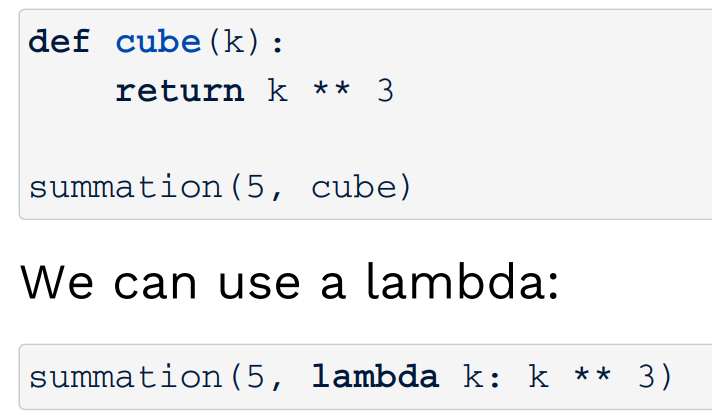 def cube(k):
    return k ** 3
summation(5, cube)
We can use a lambda:
summation(5, lambda k: k ** 3)